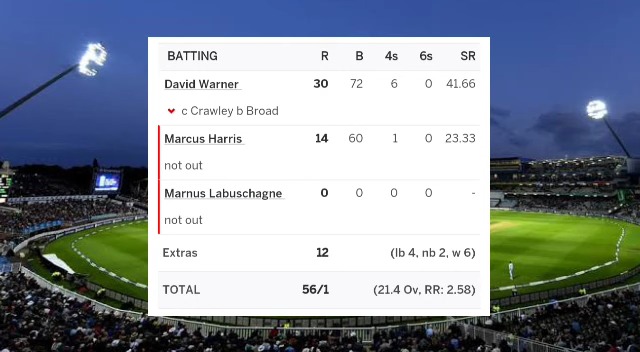 BATTING R B 4s 6s SR
David Warner 30 72 6 0 41.66
c Crawley b Broad
Marcus Harris 14 60 1 0 23.33
not out
Marnus Labuschagne 0 0 0 0 -
not out
Extras 12 (lb 4, nb 2, w 6)
TOTAL 56/1 (21.4 Ov, RR: 2.58)